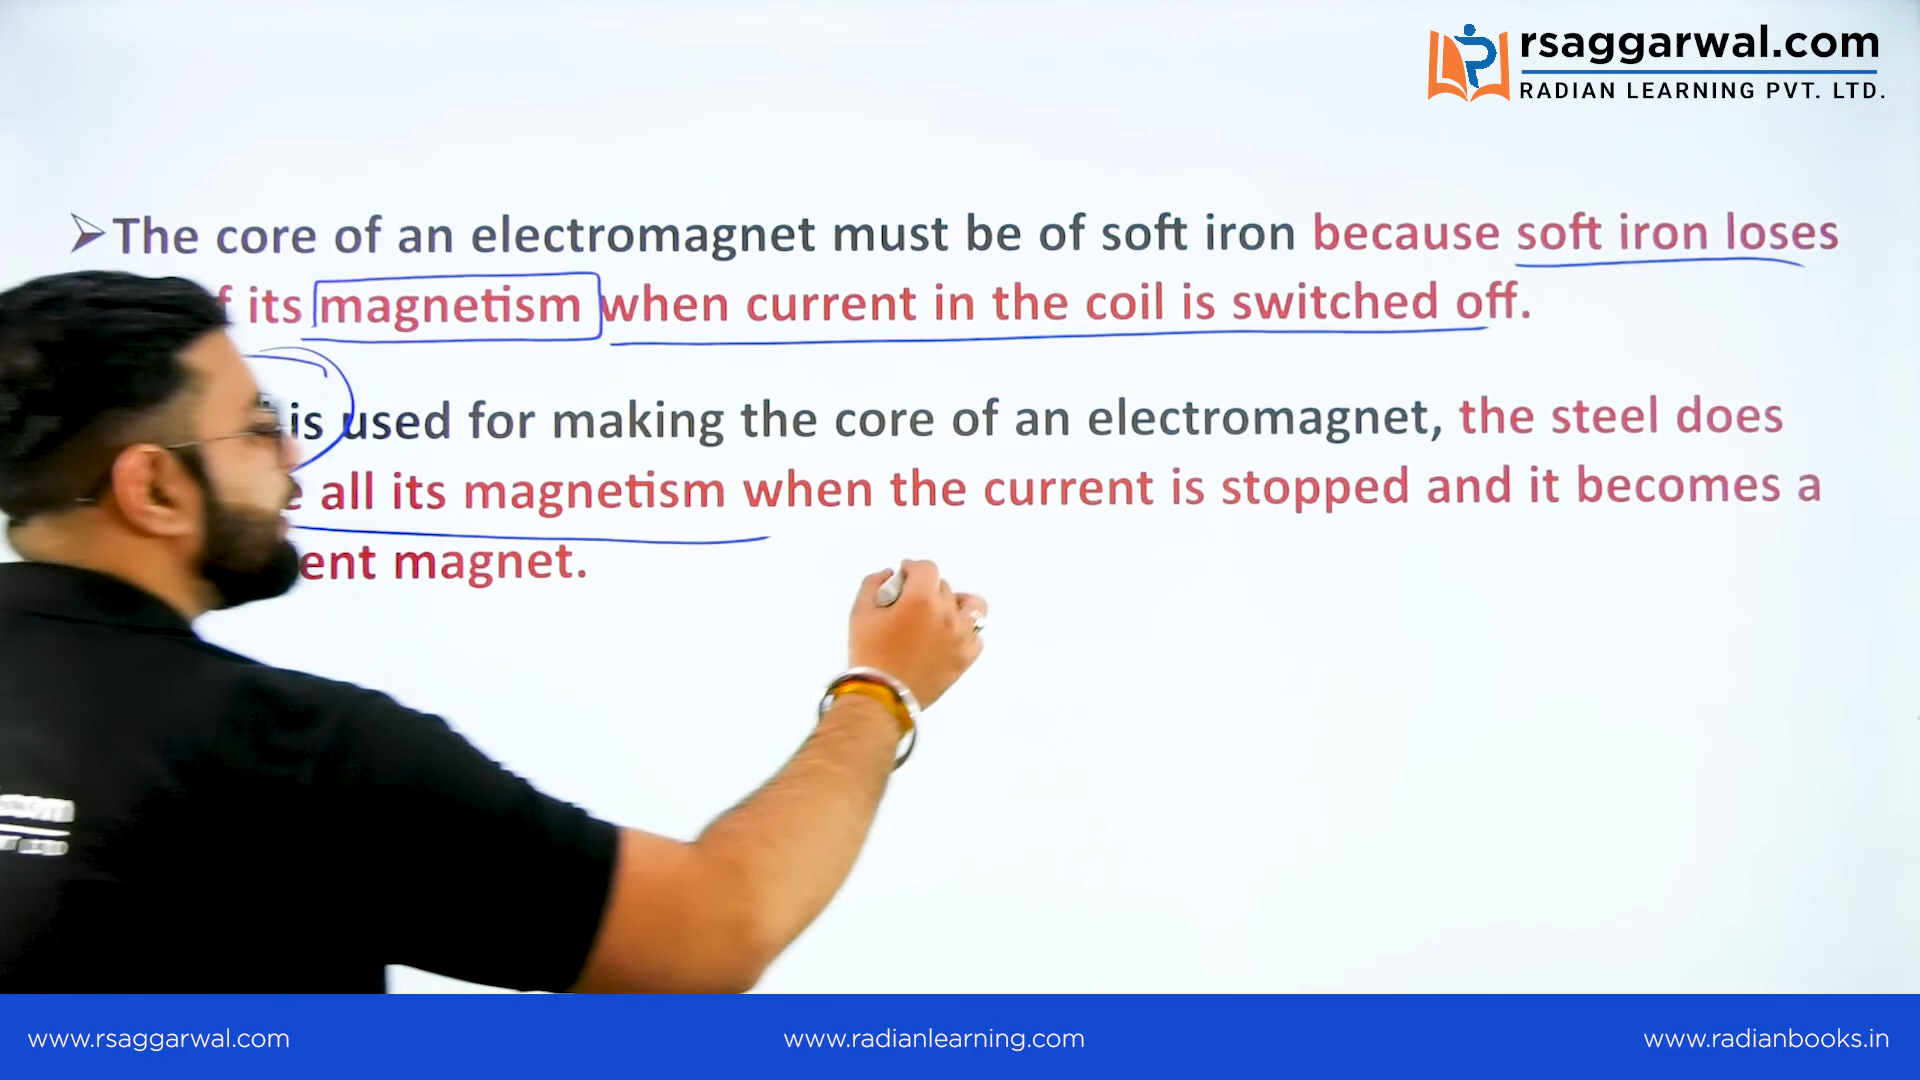 rsaggarwal.com
RADIAN LEARNING PVT. LTD.
➢The core of an electromagnet must be of soft iron because soft iron loses
its magnetism when current in the coil is switched off.
is used for making the core of an electromagnet, the steel does
all its magnetism when the current is stopped and it becomes a
magnet.
www.rsaggarwal.com
www.radianlearning.com
www.radianbooks.in